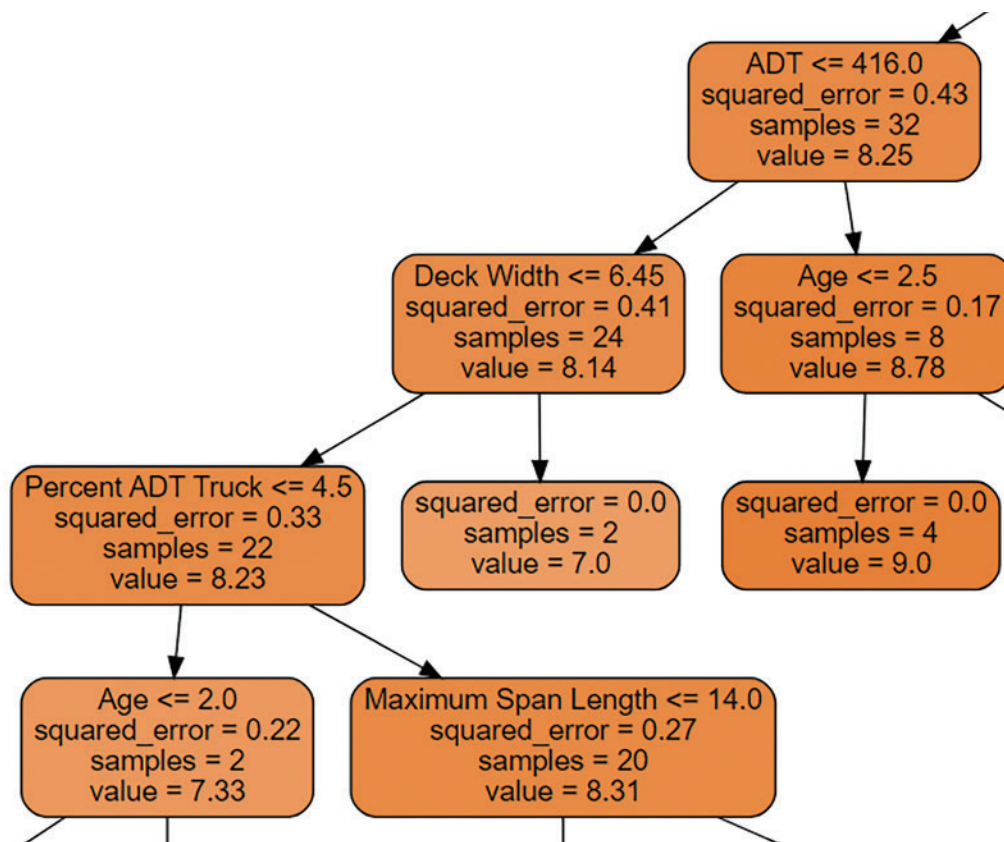 ADT <= 416.0
squared_error = 0.43
samples = 32
value = 8.25
Deck Width <= 6.45
squared_error = 0.41
samples = 24
value = 8.14
Age <= 2.5
squared_error = 0.17
samples = 8
value = 8.78
Percent ADT Truck <= 4.5
squared_error = 0.33
samples = 22
value = 8.23
squared_error = 0.0
samples = 2
value = 7.0
squared_error = 0.0
samples = 4
value = 9.0
Age <= 2.0
squared_error = 0.22
samples = 2
value = 7.33
Maximum Span Length <= 14.0
squared_error = 0.27
samples = 20
value = 8.31